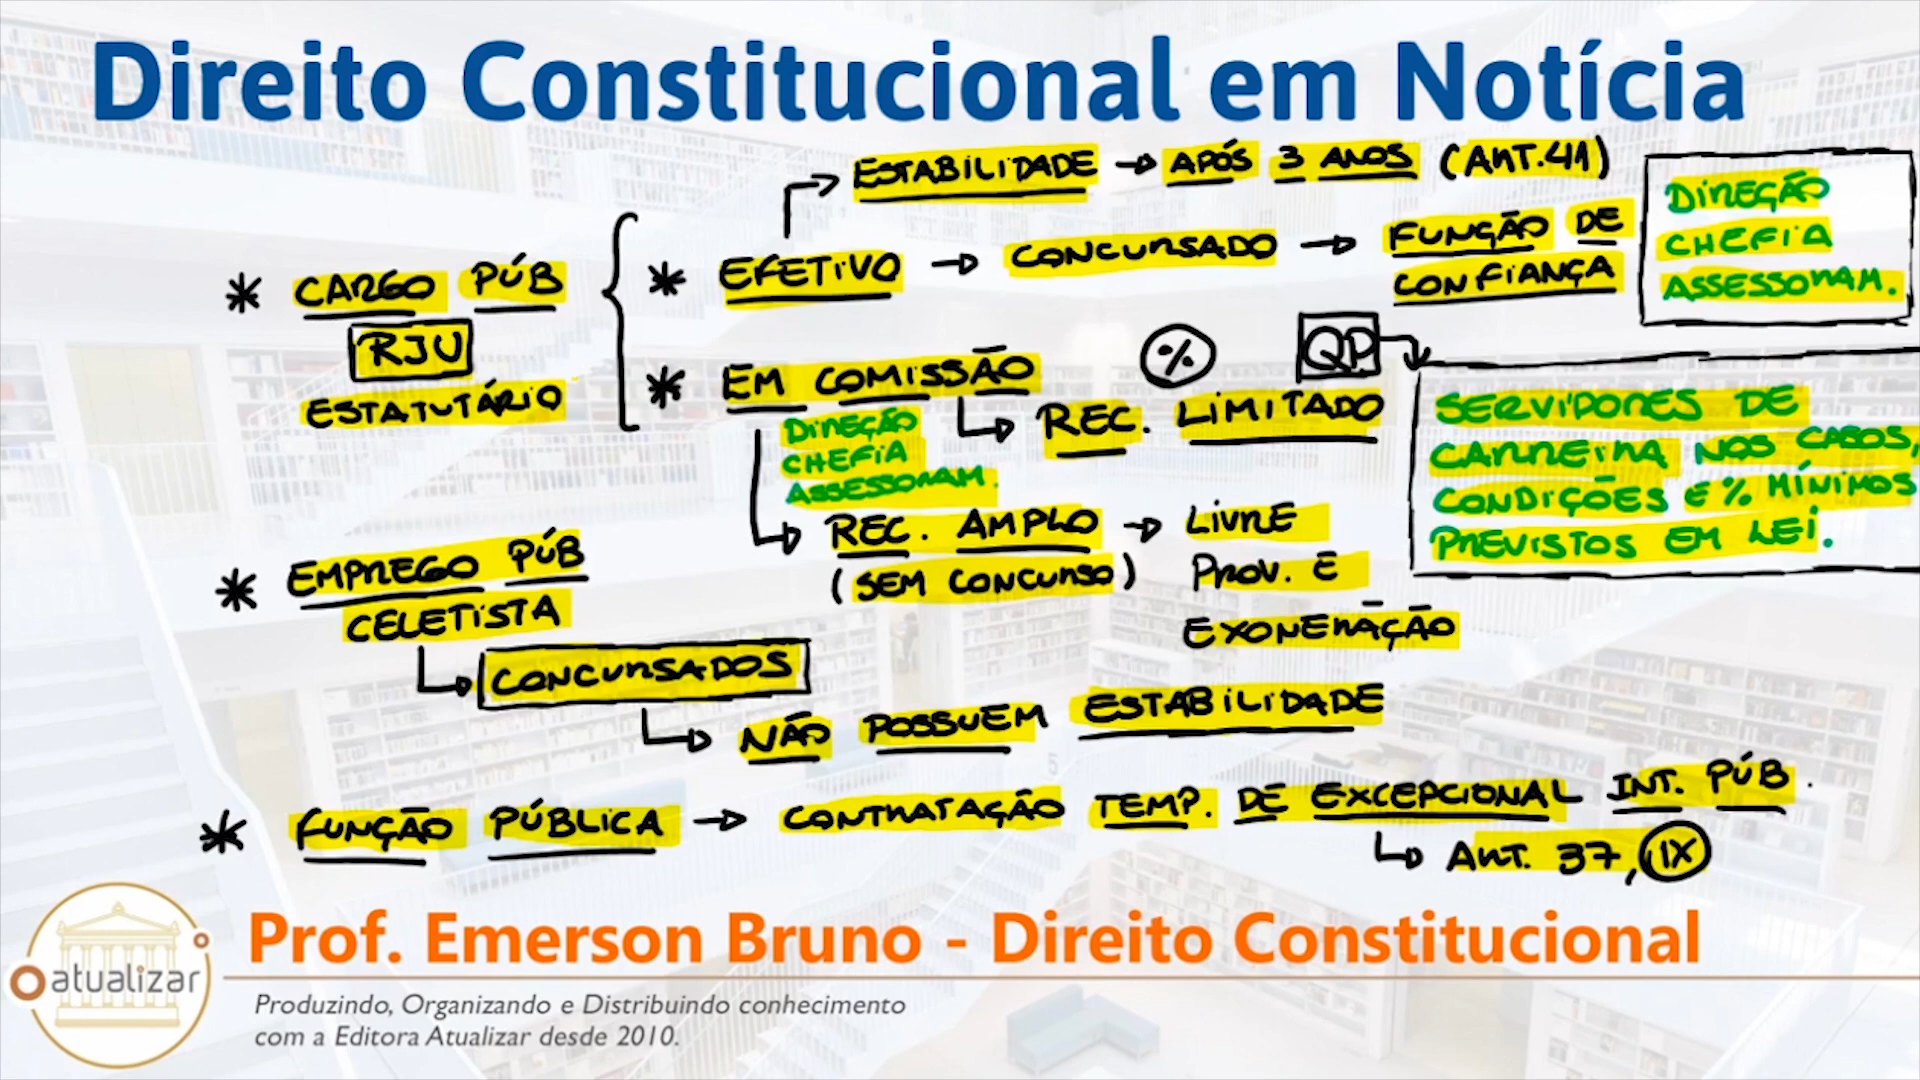 Direito Constitucional em Notícia
ESTABILIDADE → APÓS 3 ANOS (ART.41)
* CARGO PÚB
RJU
ESTATUTÁRIO
* EFETIVO → CONCURSADO → FUNÇÃO DE
CONFIANÇA
DIREÇÃO
CHEFIA
ASSESSORAM.
* EM COMISSÃO
DIREÇÃO
CHEFIA
ASSESSORAM.
REC. LIMITADO
%
QP
SERVIDORES DE
CARREIRA NOS CASOS,
CONDIÇÕES E % MÍNIMOS
PREVISTOS EM LEI.
REC. AMPLO → LIVRE
(SEM CONCURSO) PROV. E
EXONERAÇÃO
* EMPREGO PÚB
CELETISTA
CONCURSADOS
NÃO POSSUEM ESTABILIDADE
* FUNÇÃO PÚBLICA → CONTRATAÇÃO TEMP. DE EXCEPCIONAL INT. PÚB.
ART. 37, IX
atualizar
Prof. Emerson Bruno - Direito Constitucional
Produzindo, Organizando e Distribuindo conhecimento
com a Editora Atualizar desde 2010.